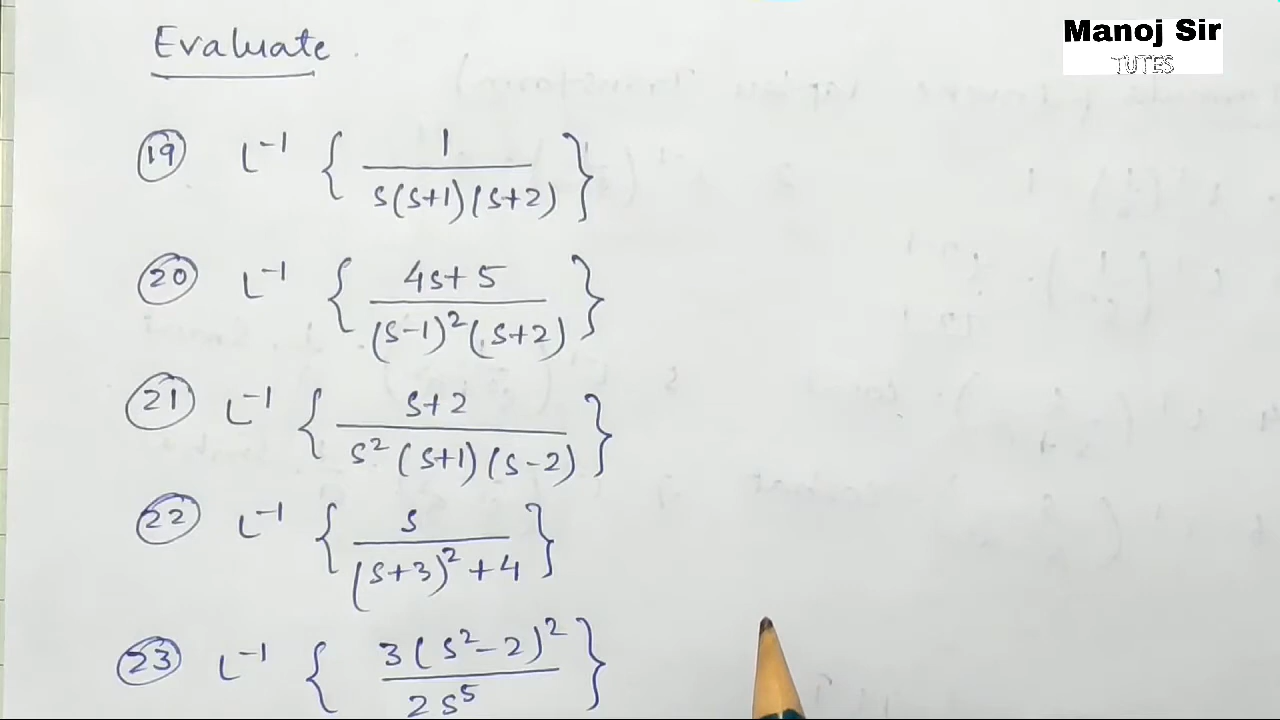 Evaluate.
Manoj Sir
TUTES
(19) L⁻¹ { 1 / s(s+1)(s+2) }
(20) L⁻¹ { 4s+5 / (s-1)²(s+2) }
(21) L⁻¹ { s+2 / s²(s+1)(s-2) }
(22) L⁻¹ { s / (s+3)²+4 }
(23) L⁻¹ { 3(s²-2)² / 2s⁵ }